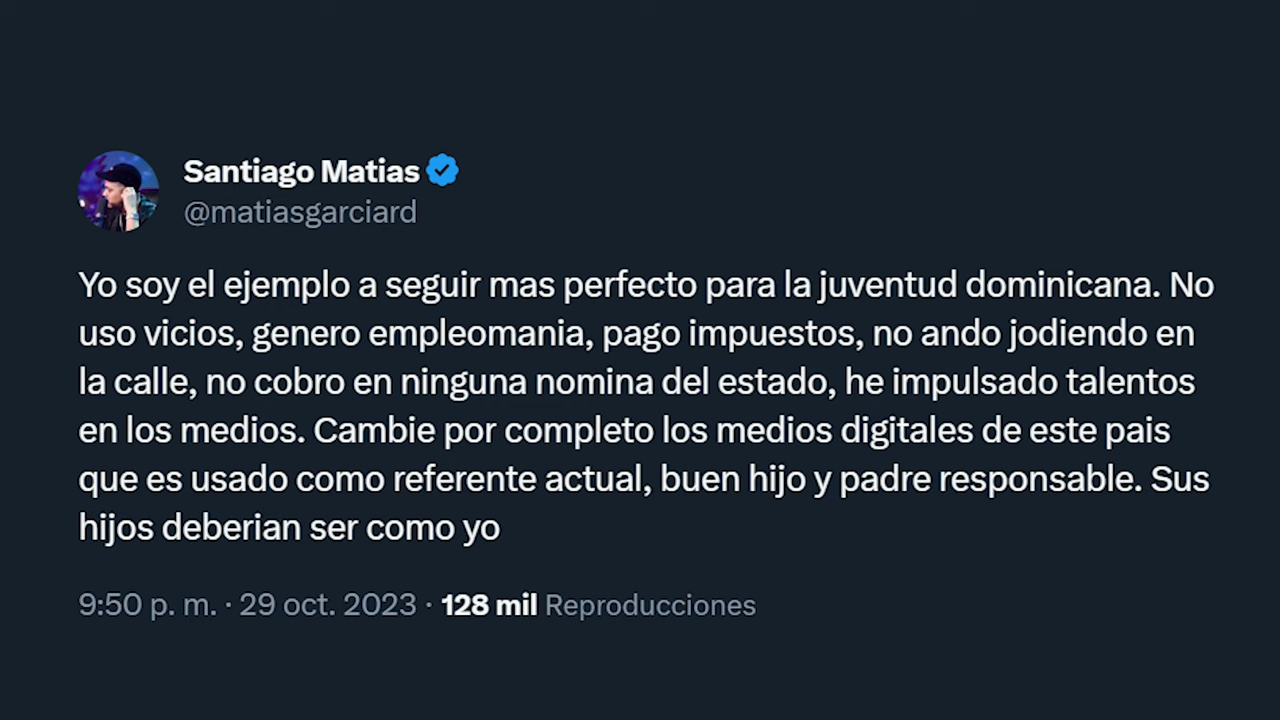 Santiago Matias
@matiasgarciard
Yo soy el ejemplo a seguir mas perfecto para la juventud dominicana. No
uso vicios, genero empleomania, pago impuestos, no ando jodiendo en
la calle, no cobro en ninguna nomina del estado, he impulsado talentos
en los medios. Cambie por completo los medios digitales de este pais
que es usado como referente actual, buen hijo y padre responsable. Sus
hijos deberian ser como yo
9:50 p. m. · 29 oct. 2023 · 128 mil Reproducciones